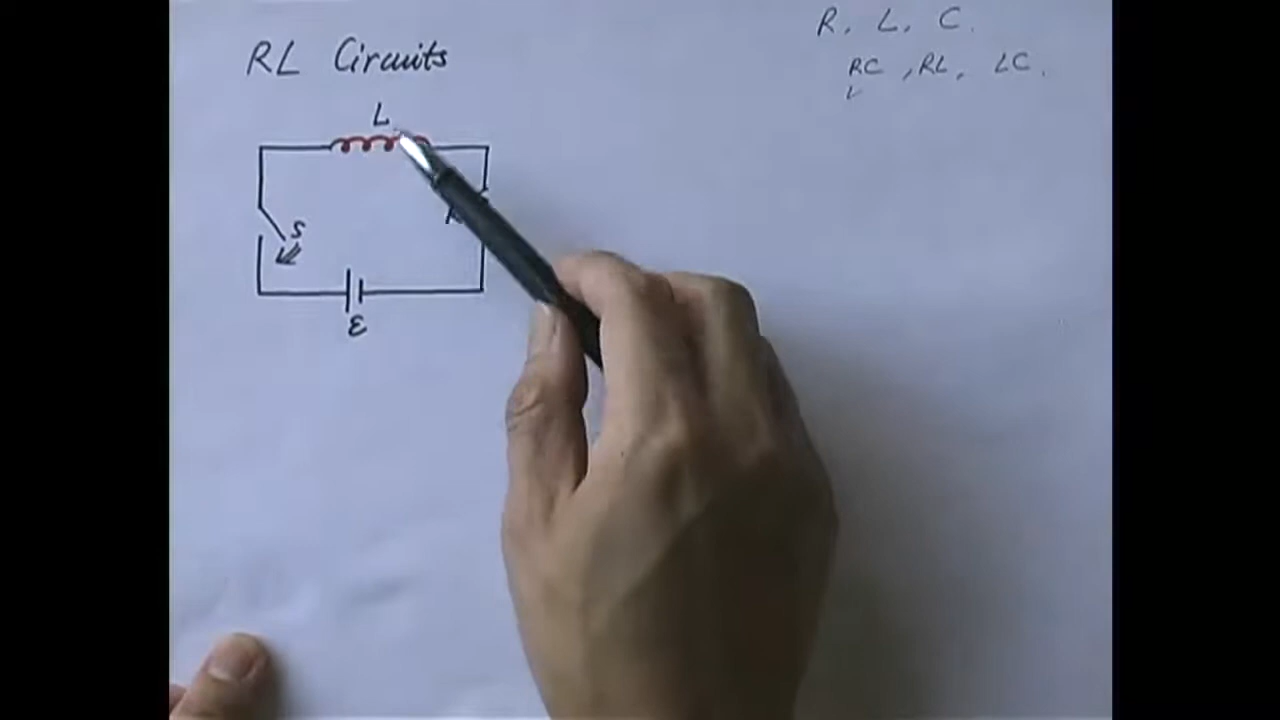 R, L, C.
RL Circuits
RC, RL, LC.
L
S
ε